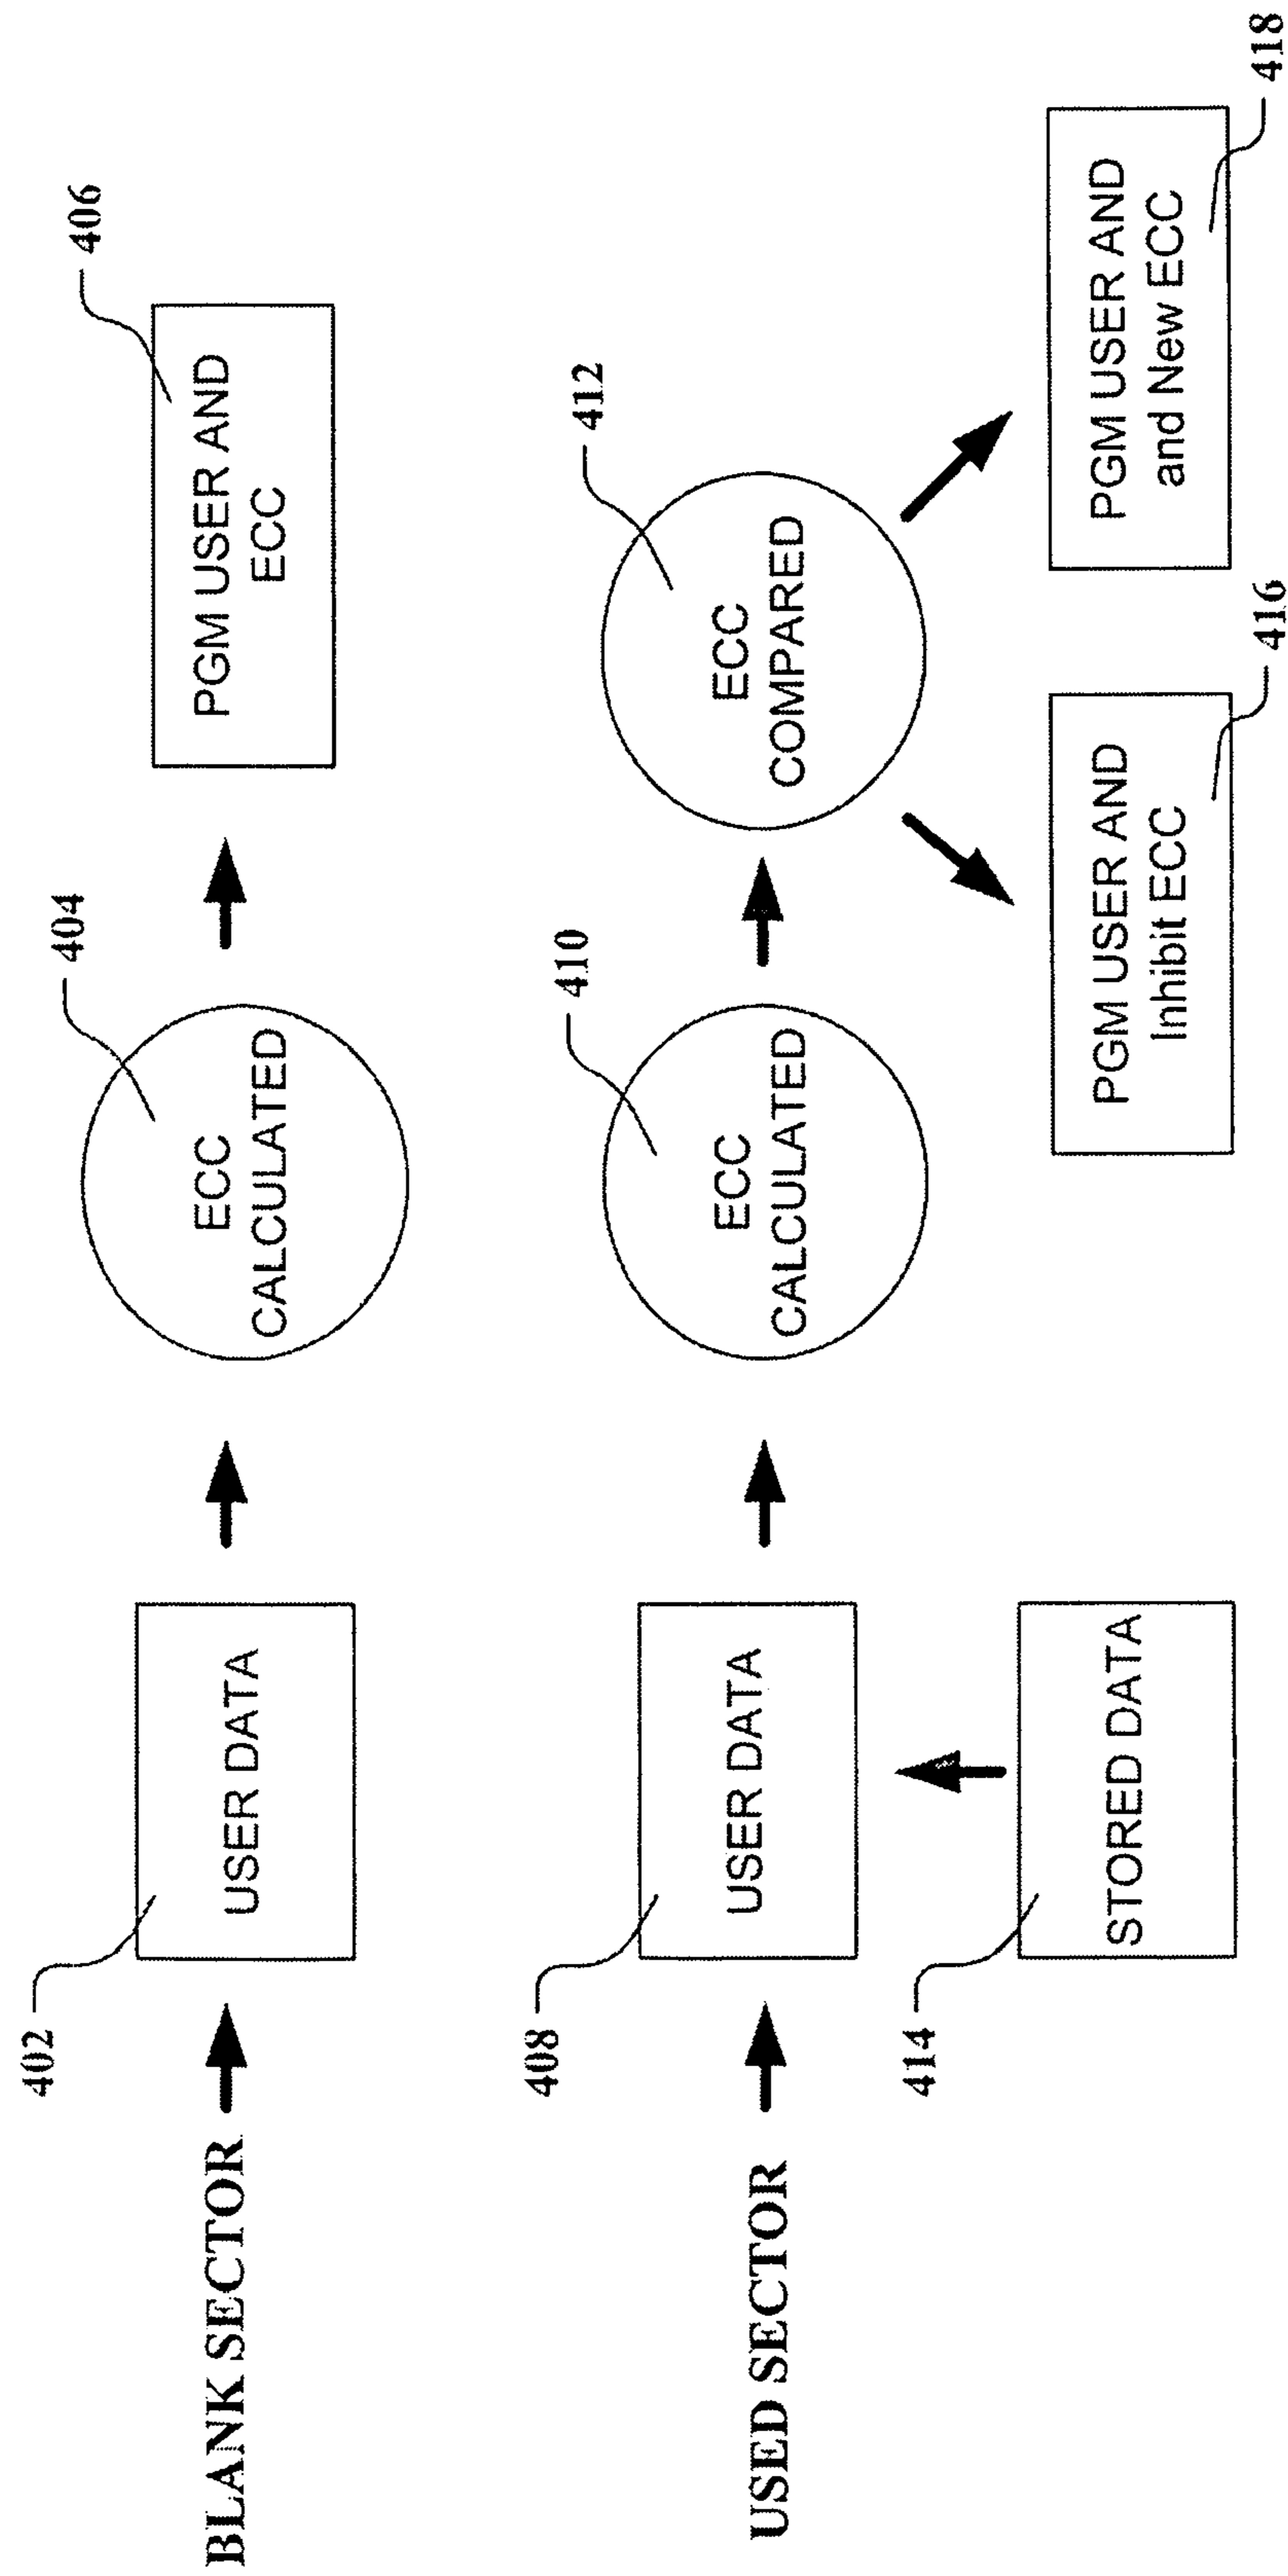 BLANK SECTOR
402
USER DATA
404
ECC
CALCULATED
406
PGM USER AND
ECC
USED SECTOR
408
USER DATA
410
ECC
CALCULATED
412
ECC
COMPARED
414
STORED DATA
PGM USER AND
Inhibit ECC
416
PGM USER AND
and New ECC
418